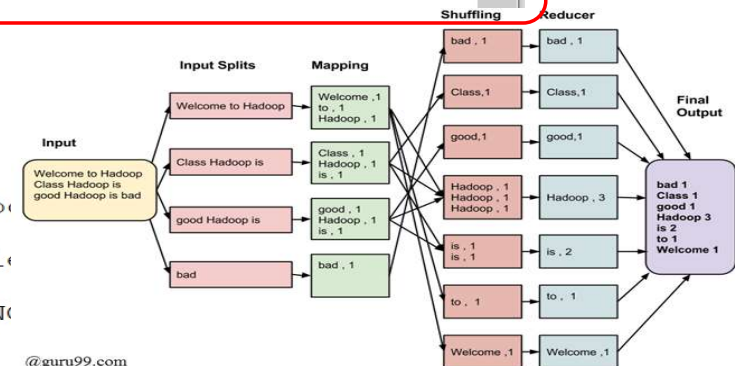 Shuffling
Reducer
Input Splits
Mapping
Final
Output
Input
Welcome to Hadoop
Class Hadoop is
good Hadoop is bad
Welcome to Hadoop
Class Hadoop is
good Hadoop is
bad
Welcome ,1
to , 1
Hadoop , 1
Class , 1
Hadoop , 1
is , 1
good , 1
Hadoop , 1
is , 1
bad , 1
bad , 1
Class,1
good,1
Hadoop , 1
Hadoop , 1
Hadoop , 1
is , 1
is , 1
to , 1
Welcome ,1
bad , 1
Class,1
good,1
Hadoop , 3
is , 2
to , 1
Welcome ,1
bad 1
Class 1
good 1
Hadoop 3
is 2
to 1
Welcome 1
@guru99.com